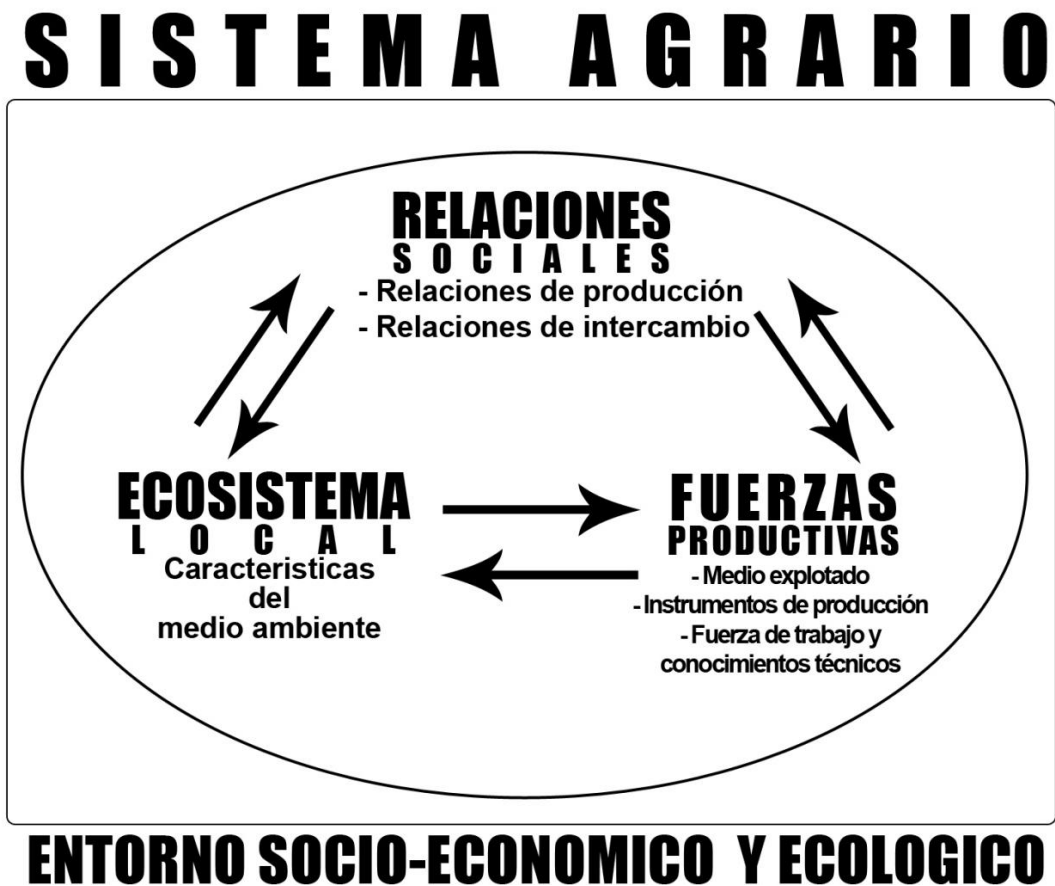 SISTEMA AGRARIO
RELACIONES
SOCIALES
- Relaciones de producción
- Relaciones de intercambio
ECOSISTEMA
LOCAL
Caracteristicas
del
medio ambiente
FUERZAS
PRODUCTIVAS
- Medio explotado
- Instrumentos de producción
- Fuerza de trabajo y
conocimientos técnicos
ENTORNO SOCIO-ECONOMICO Y ECOLOGICO